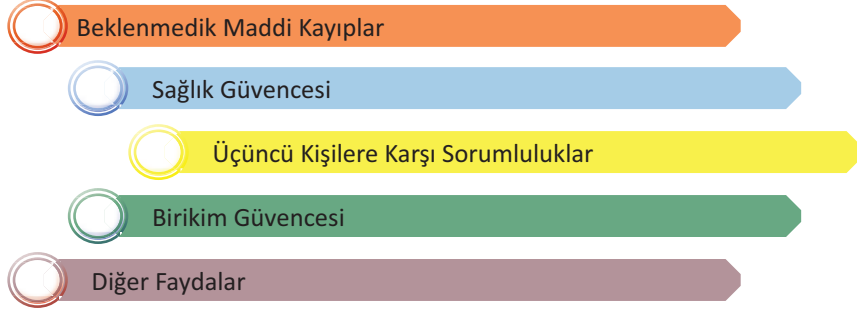 Beklenmedik Maddi Kayıplar
Sağlık Güvencesi
Üçüncü Kişilere Karşı Sorumluluklar
Birikim Güvencesi
Diğer Faydalar